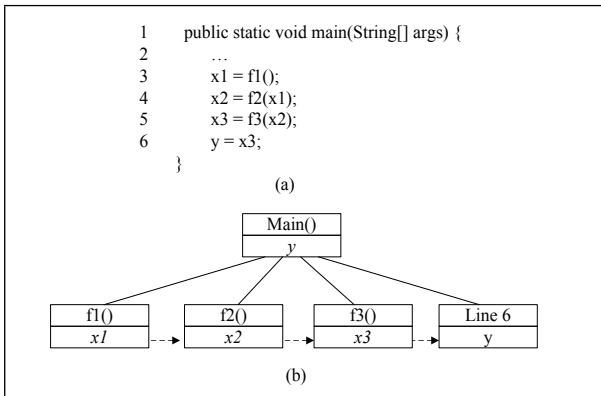 1 public static void main(String[] args) {
2 …
3 x1 = f1();
4 x2 = f2(x1);
5 x3 = f3(x2);
6 y = x3;
}
(a)
Main()
y
f1() f2() f3() Line 6
x1 x2 x3 y
(b)